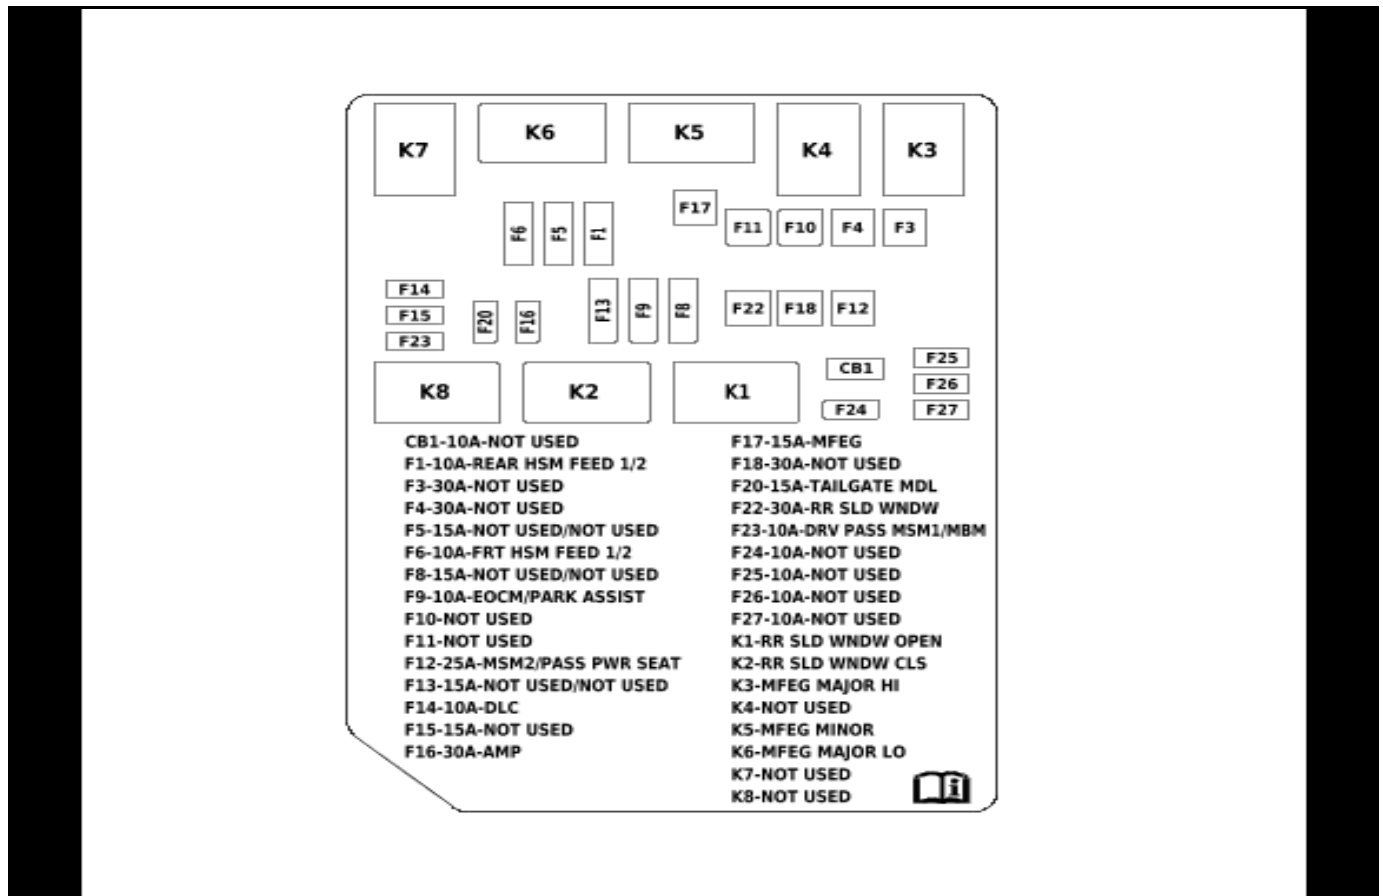 K7
K6
K5
K4
K3
F6
F5
F1
F17
F11
F10
F4
F3
F14
F15
F23
F20
F16
F13
F9
F8
F22
F18
F12
CB1
F24
F25
F26
F27
K8
K2
K1
CB1-10A-NOT USED
F1-10A-REAR HSM FEED 1/2
F3-30A-NOT USED
F4-30A-NOT USED
F5-15A-NOT USED/NOT USED
F6-10A-FRT HSM FEED 1/2
F8-15A-NOT USED/NOT USED
F9-10A-EOCM/PARK ASSIST
F10-NOT USED
F11-NOT USED
F12-25A-MSM2/PASS PWR SEAT
F13-15A-NOT USED/NOT USED
F14-10A-DLC
F15-15A-NOT USED
F16-30A-AMP
F17-15A-MFEG
F18-30A-NOT USED
F20-15A-TAILGATE MDL
F22-30A-RR SLD WNDW
F23-10A-DRV PASS MSM1/MBM
F24-10A-NOT USED
F25-10A-NOT USED
F26-10A-NOT USED
F27-10A-NOT USED
K1-RR SLD WNDW OPEN
K2-RR SLD WNDW CLS
K3-MFEG MAJOR HI
K4-NOT USED
K5-MFEG MINOR
K6-MFEG MAJOR LO
K7-NOT USED
K8-NOT USED
i